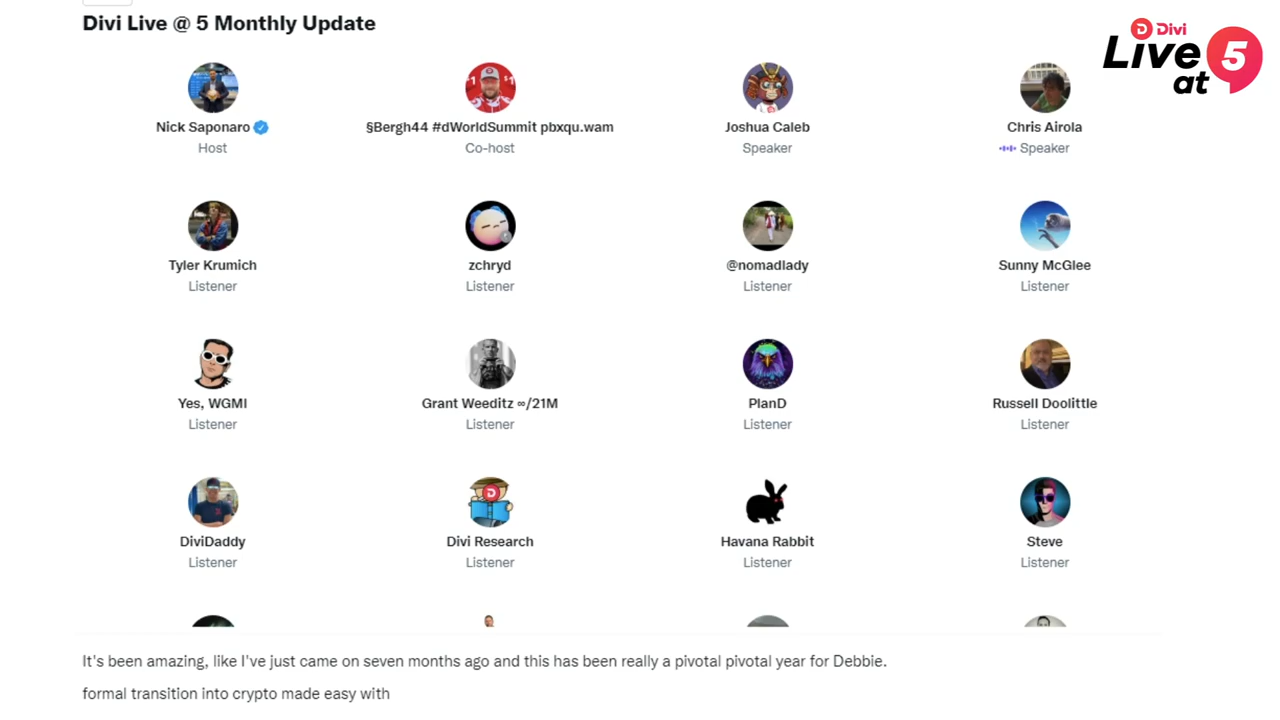 Divi Live @ 5 Monthly Update
Divi
Live
at
5
Nick Saponaro
Host
§Bergh44 #dWorldSummit pbxqu.wam
Co-host
Joshua Caleb
Speaker
Chris Airola
Speaker
Tyler Krumich
Listener
zchryd
Listener
@nomadlady
Listener
Sunny McGlee
Listener
Yes, WGMI
Listener
Grant Weeditz ∞/21M
Listener
PlanD
Listener
Russell Doolittle
Listener
DiviDaddy
Listener
Divi Research
Listener
Havana Rabbit
Listener
Steve
Listener
It's been amazing, like I've just came on seven months ago and this has been really a pivotal pivotal year for Debbie.
formal transition into crypto made easy with